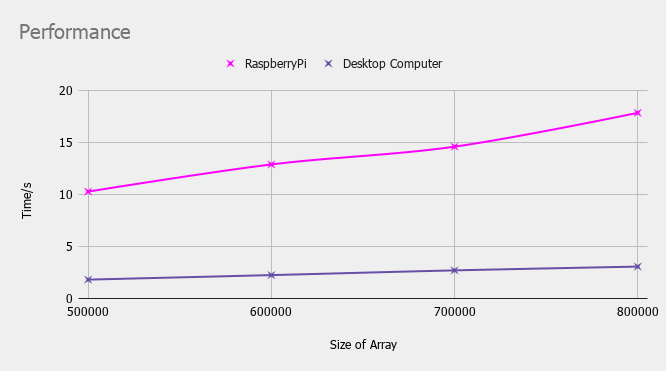 Performance
RaspberryPi Desktop Computer
20
15
10
5
0
Time/s
500000 600000 700000 800000
Size of Array